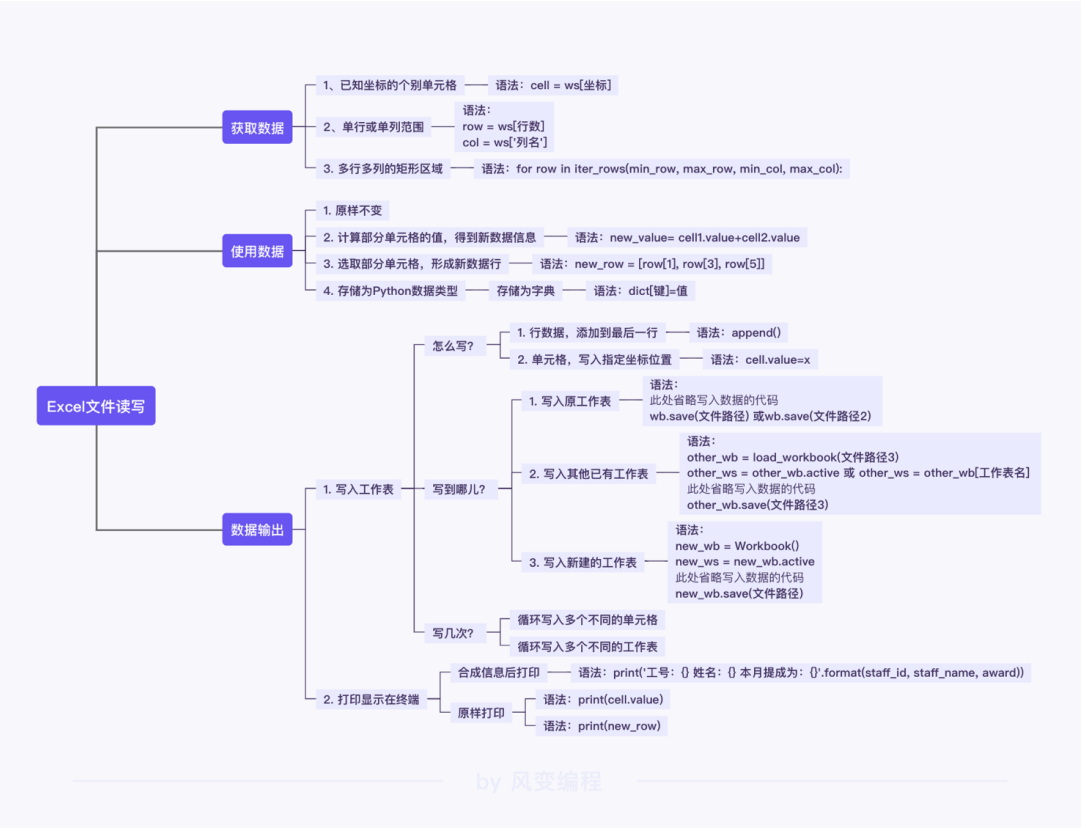 Excel文件读写
获取数据
1、已知坐标的个别单元格
语法：cell = ws[坐标]
2、单行或单列范围
语法：
row = ws[行数]
col = ws['列名']
3. 多行多列的矩形区域
语法：for row in iter_rows(min_row, max_row, min_col, max_col):
使用数据
1. 原样不变
2. 计算部分单元格的值，得到新数据信息
语法：new_value= cell1.value+cell2.value
3. 选取部分单元格，形成新数据行
语法：new_row = [row[1], row[3], row[5]]
4. 存储为Python数据类型
存储为字典
语法：dict[键]=值
数据输出
1. 写入工作表
怎么写？
1. 行数据，添加到最后一行
语法：append()
2. 单元格，写入指定坐标位置
语法：cell.value=x
写到哪儿？
1. 写入原工作表
语法：
此处省略写入数据的代码
wb.save(文件路径) 或wb.save(文件路径2)
2. 写入其他已有工作表
语法：
other_wb = load_workbook(文件路径3)
other_ws = other_wb.active 或 other_ws = other_wb[工作表名]
此处省略写入数据的代码
other_wb.save(文件路径3)
3. 写入新建的工作表
语法：
new_wb = Workbook()
new_ws = new_wb.active
此处省略写入数据的代码
new_wb.save(文件路径)
写几次？
循环写入多个不同的单元格
循环写入多个不同的工作表
2. 打印显示在终端
合成信息后打印
语法：print('工号：{} 姓名：{} 本月提成为：{}'.format(staff_id, staff_name, award))
原样打印
语法：print(cell.value)
语法：print(new_row)
by 风变编程